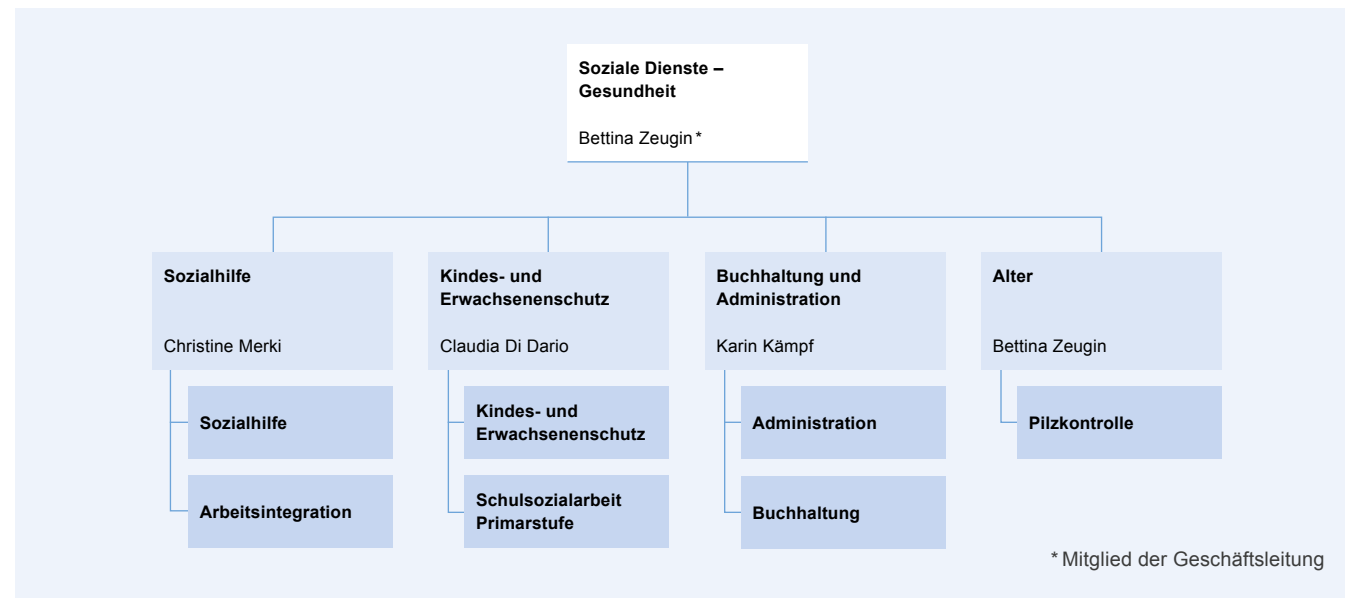 Soziale Dienste –
Gesundheit
Bettina Zeugin *
Sozialhilfe
Christine Merki
Sozialhilfe
Arbeitsintegration
Kindes- und
Erwachsenenschutz
Claudia Di Dario
Kindes- und
Erwachsenenschutz
Schulsozialarbeit
Primarstufe
Buchhaltung und
Administration
Karin Kämpf
Administration
Buchhaltung
Alter
Bettina Zeugin
Pilzkontrolle
* Mitglied der Geschäftsleitung